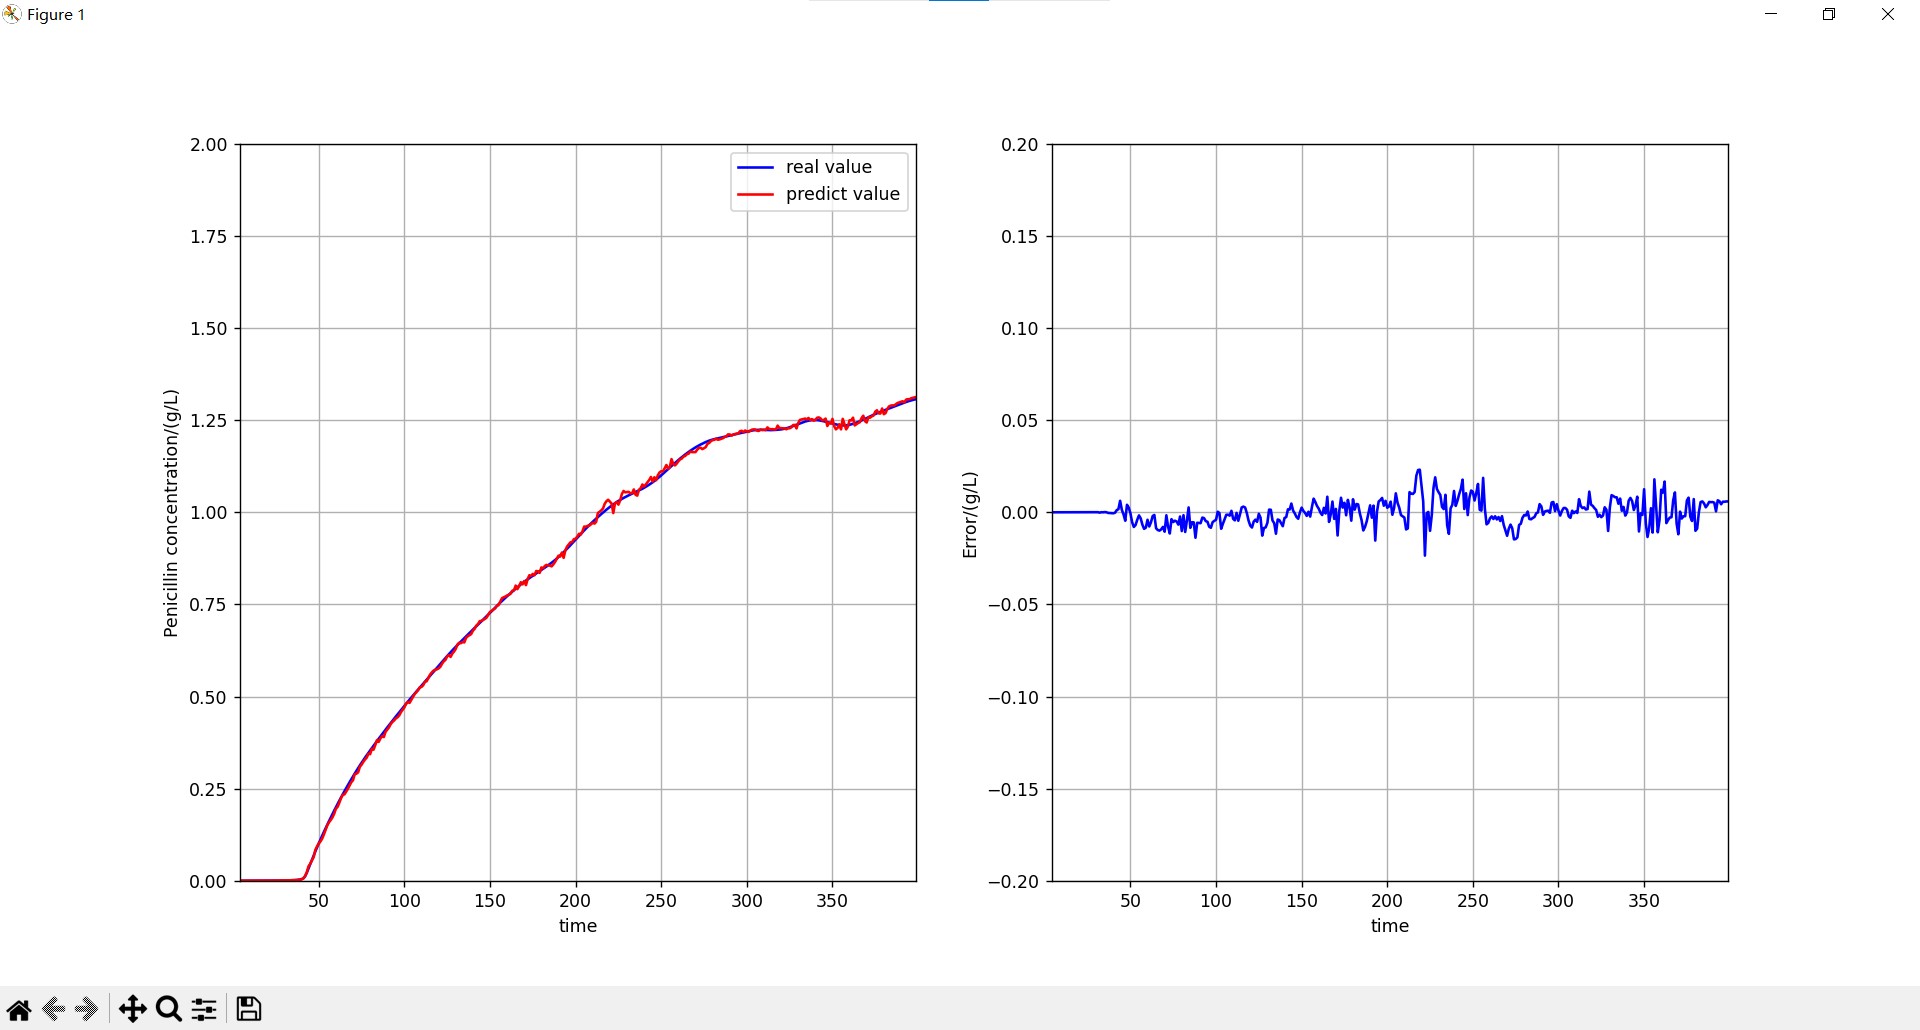 Figure 1
2.00
1.75
1.50
1.25
1.00
0.75
0.50
0.25
0.00
50 100 150 200 250 300 350
time
Penicillin concentration/(g/L)
real value
predict value
0.20
0.15
0.10
0.05
0.00
−0.05
−0.10
−0.15
−0.20
50 100 150 200 250 300 350
time
Error/(g/L)